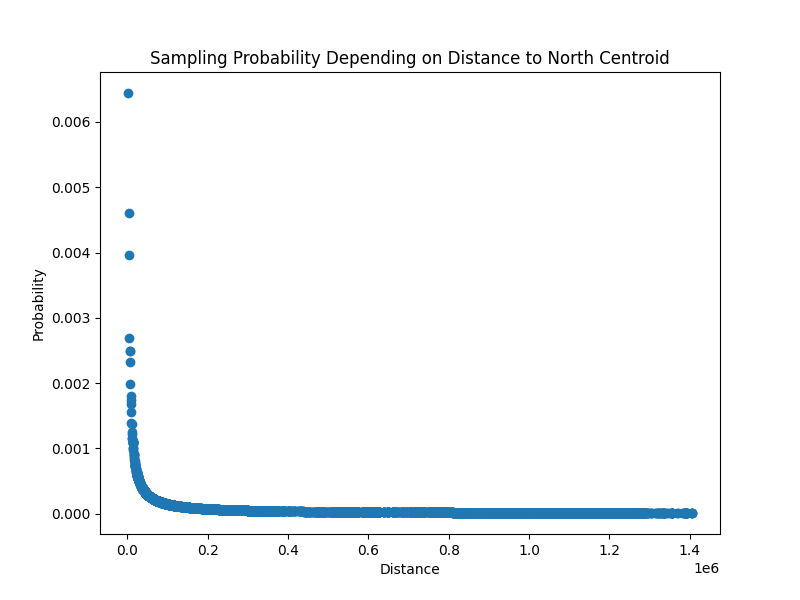 Sampling Probability Depending on Distance to North Centroid
0.006
0.005
0.004
0.003
0.002
0.001
0.000
Probability
0.0 0.2 0.4 0.6 0.8 1.0 1.2 1.4
1e6
Distance